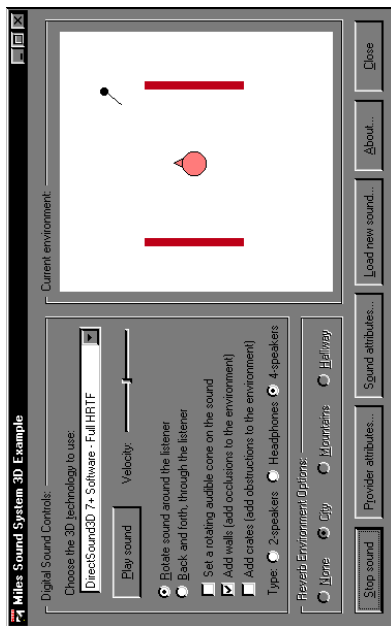 Miles Sound System 3D Example
Digital Sound Controls:
Choose the 3D technology to use:
DirectSound3D 7+ Software - Full HRTF
Play sound
Velocity:
Rotate sound around the listener
Back and forth, through the listener
Set a rotating audible cone on the sound
Add walls (add occlusions to the environment)
Add crates (add obstructions to the environment)
Type: 2-speakers Headphones 4-speakers
Reverb Environment Options:
None City Mountains Hallway
Current environment:
Stop sound Provider attributes... Sound attributes... Load new sound... About... Close